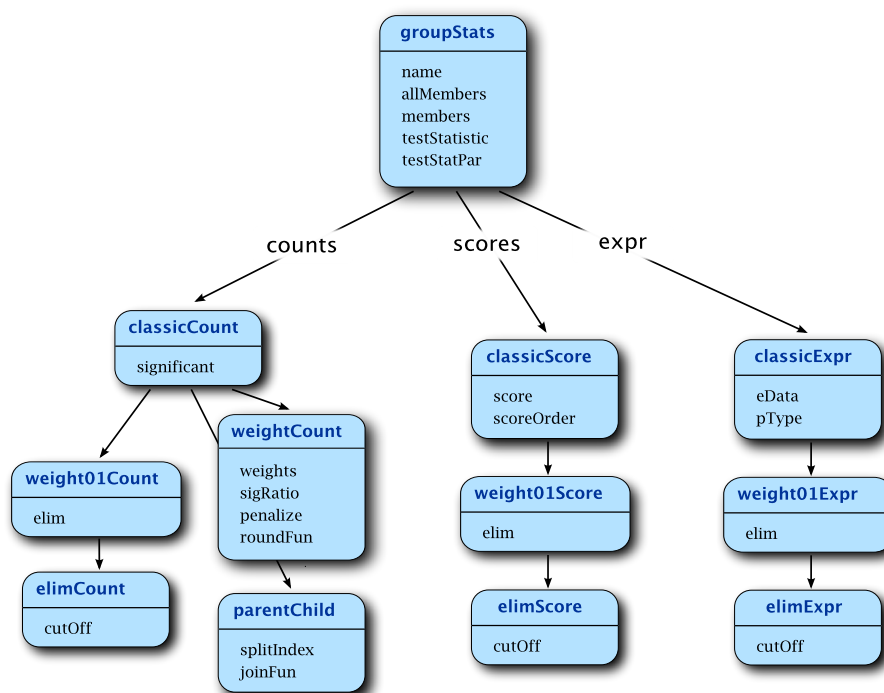 groupStats
name
allMembers
members
testStatistic
testStatPar
counts
scores
expr
classicCount
significant
classicScore
score
scoreOrder
classicExpr
eData
pType
weightCount
weights
sigRatio
penalize
roundFun
weight01Count
elim
weight01Score
elim
weight01Expr
elim
elimCount
cutOff
parentChild
splitIndex
joinFun
elimScore
cutOff
elimExpr
cutOff